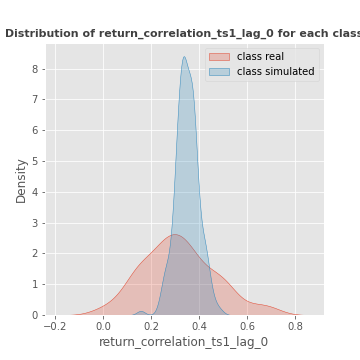 Distribution of return_correlation_ts1_lag_0 for each class
class real
class simulated
8
7
6
5
4
3
2
1
0
Density
−0.2 0.0 0.2 0.4 0.6 0.8
return_correlation_ts1_lag_0